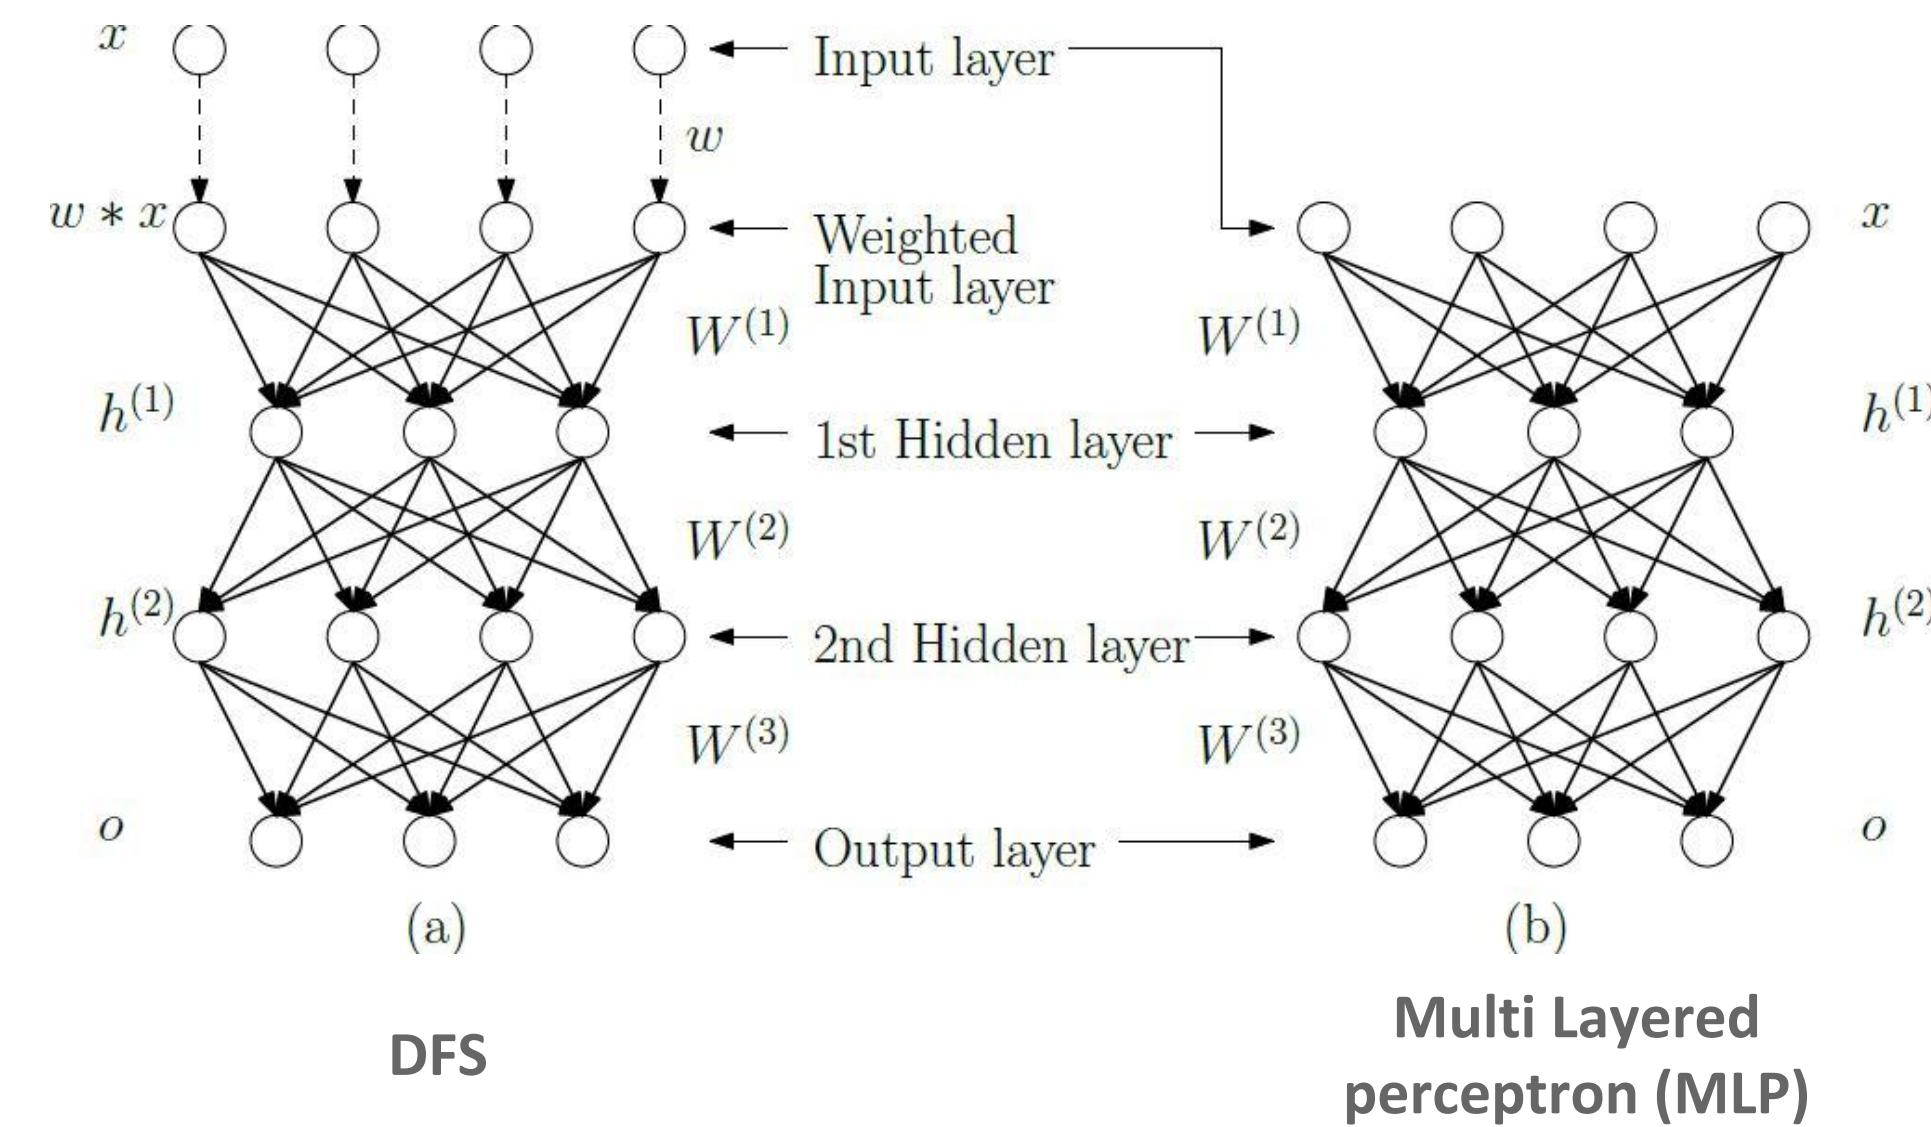 x
Input layer
w
w ∗ x
Weighted
Input layer
x
W^(1)
W^(1)
h^(1)
1st Hidden layer
h^(1)
W^(2)
W^(2)
h^(2)
2nd Hidden layer
h^(2)
W^(3)
W^(3)
o
Output layer
o
(a)
(b)
DFS
Multi Layered
perceptron (MLP)